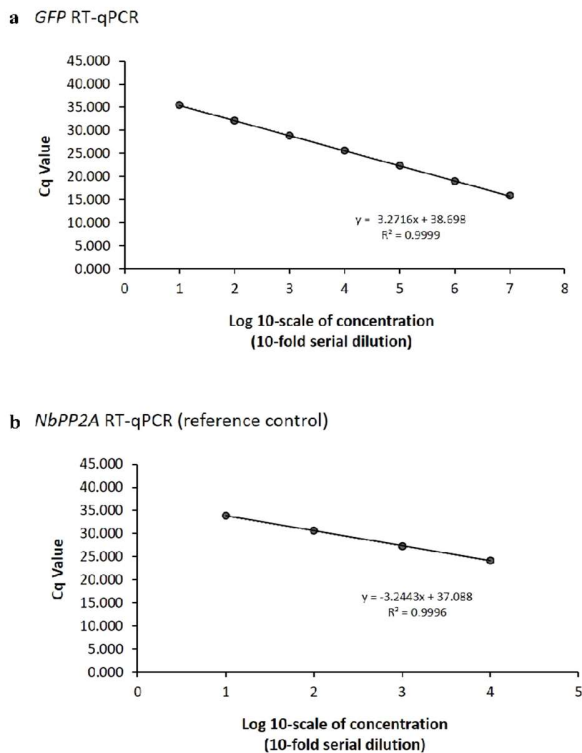 a GFP RT-qPCR
45.000
40.000
35.000
30.000
25.000
20.000
15.000
10.000
5.000
0.000
Cq Value
y = 3.2716x + 38.698
R² = 0.9999
0 1 2 3 4 5 6 7 8
Log 10-scale of concentration
(10-fold serial dilution)
b NbPP2A RT-qPCR (reference control)
45.000
40.000
35.000
30.000
25.000
20.000
15.000
10.000
5.000
0.000
Cq Value
y = -3.2443x + 37.088
R² = 0.9996
0 1 2 3 4 5
Log 10-scale of concentration
(10-fold serial dilution)